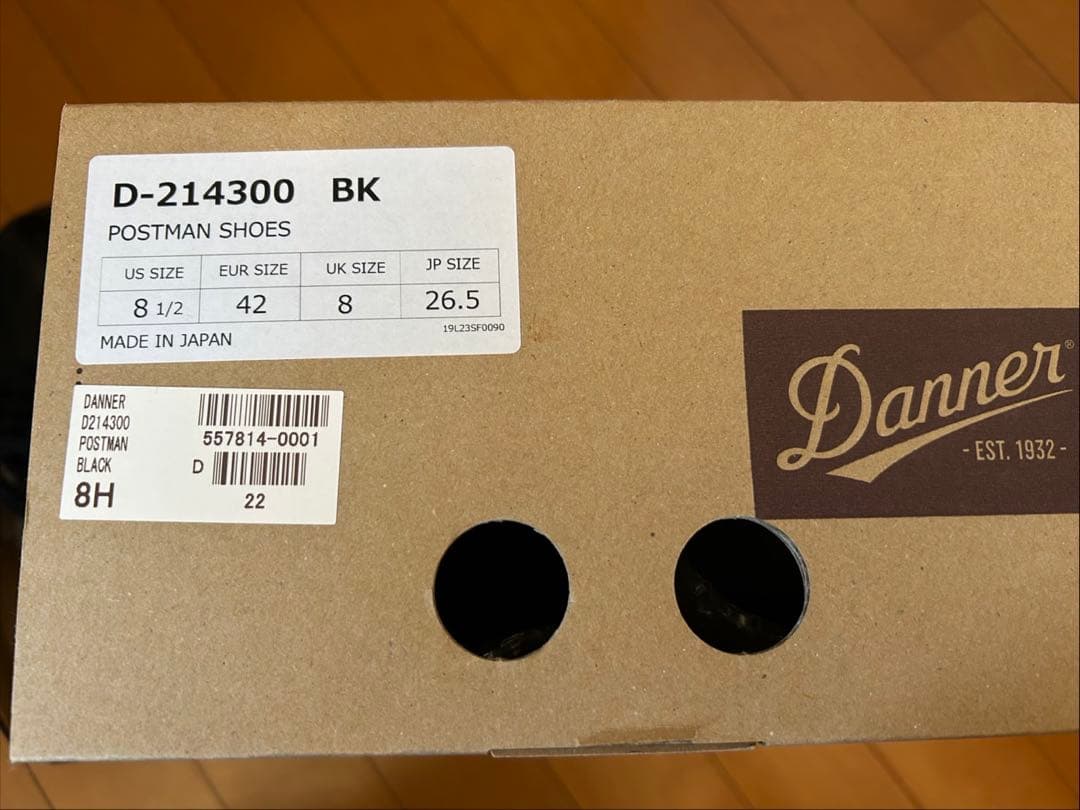 D-214300 BK
POSTMAN SHOES
US SIZE EUR SIZE UK SIZE JP SIZE
8 1/2 42 8 26.5
MADE IN JAPAN 19L23SF0090
DANNER
D214300
POSTMAN
BLACK
8H
557814-0001
D
22
Danner®
- EST. 1932 -